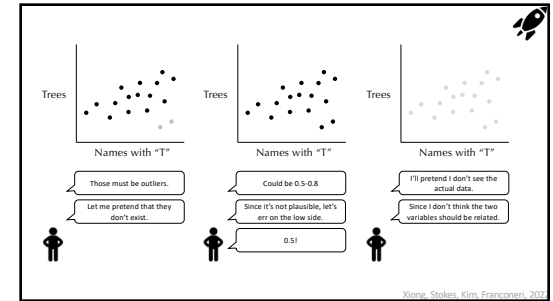 Trees
Names with “T”
Those must be outliers.
Let me pretend that they
don’t exist.
Trees
Names with “T”
Could be 0.5-0.8
Since it’s not plausible, let’s
err on the low side.
0.5!
Trees
Names with “T”
I’ll pretend I don’t see the
actual data.
Since I don’t think the two
variables should be related.
Xiong, Stokes, Kim, Franconeri,